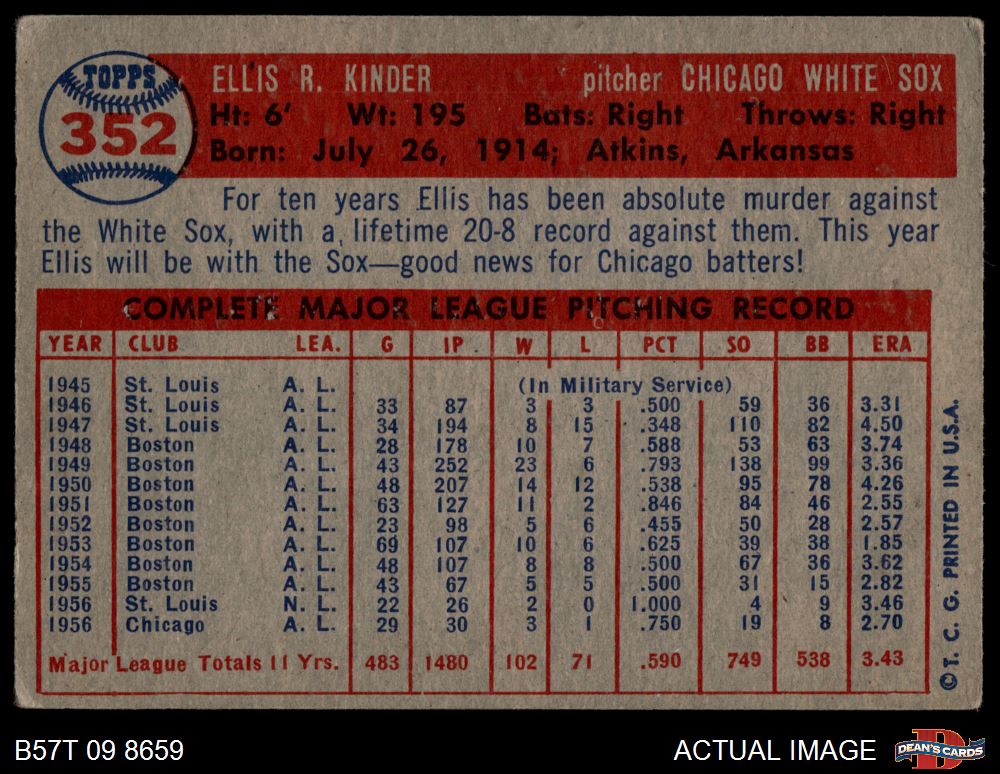 TOPPS
352
ELLIS R. KINDER pitcher CHICAGO WHITE SOX
Ht: 6' Wt: 195 Bats: Right Throws: Right
Born: July 26, 1914; Atkins, Arkansas
For ten years Ellis has been absolute murder against
the White Sox, with a lifetime 20-8 record against them. This year
Ellis will be with the Sox—good news for Chicago batters!
COMPLETE MAJOR LEAGUE PITCHING RECORD
YEAR CLUB LEA. G IP. W L PCT SO BB ERA
1945 St. Louis A. L. (In Military Service)
1946 St. Louis A. L. 33 87 3 3 .500 59 36 3.31
1947 St. Louis A. L. 34 194 8 15 .348 110 82 4.50
1948 Boston A. L. 28 178 10 7 .588 53 63 3.74
1949 Boston A. L. 43 252 23 6 .793 138 99 3.36
1950 Boston A. L. 48 207 14 12 .538 95 78 4.26
1951 Boston A. L. 63 127 11 2 .846 84 46 2.55
1952 Boston A. L. 23 98 5 6 .455 50 28 2.57
1953 Boston A. L. 69 107 10 6 .625 39 38 1.85
1954 Boston A. L. 48 107 8 8 .500 67 36 3.62
1955 Boston A. L. 43 67 5 5 .500 31 15 2.82
1956 St. Louis N. L. 22 26 2 0 1.000 4 9 3.46
1956 Chicago A. L. 29 30 3 1 .750 19 8 2.70
Major League Totals 11 Yrs. 483 1480 102 71 .590 749 538 3.43
© T. C. G. PRINTED IN U.S.A.
B57T 09 8659
ACTUAL IMAGE
D
DEAN'S CARDS